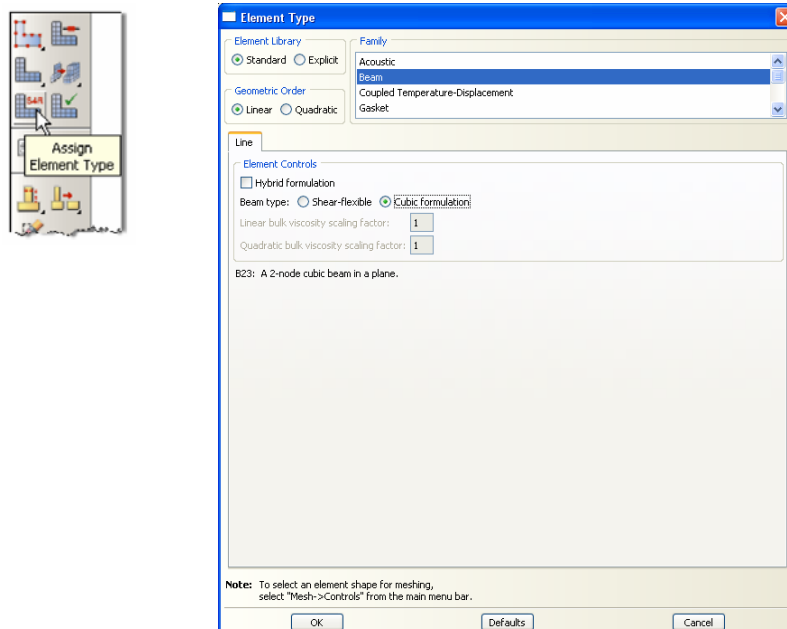 S4R
Assign
Element Type
Element Type
Element Library
Standard Explicit
Family
Acoustic
Beam
Coupled Temperature-Displacement
Gasket
Geometric Order
Linear Quadratic
Line
Element Controls
Hybrid formulation
Beam type: Shear-flexible Cubic formulation
Linear bulk viscosity scaling factor: 1
Quadratic bulk viscosity scaling factor: 1
B23: A 2-node cubic beam in a plane.
Note: To select an element shape for meshing,
select "Mesh->Controls" from the main menu bar.
OK Defaults Cancel